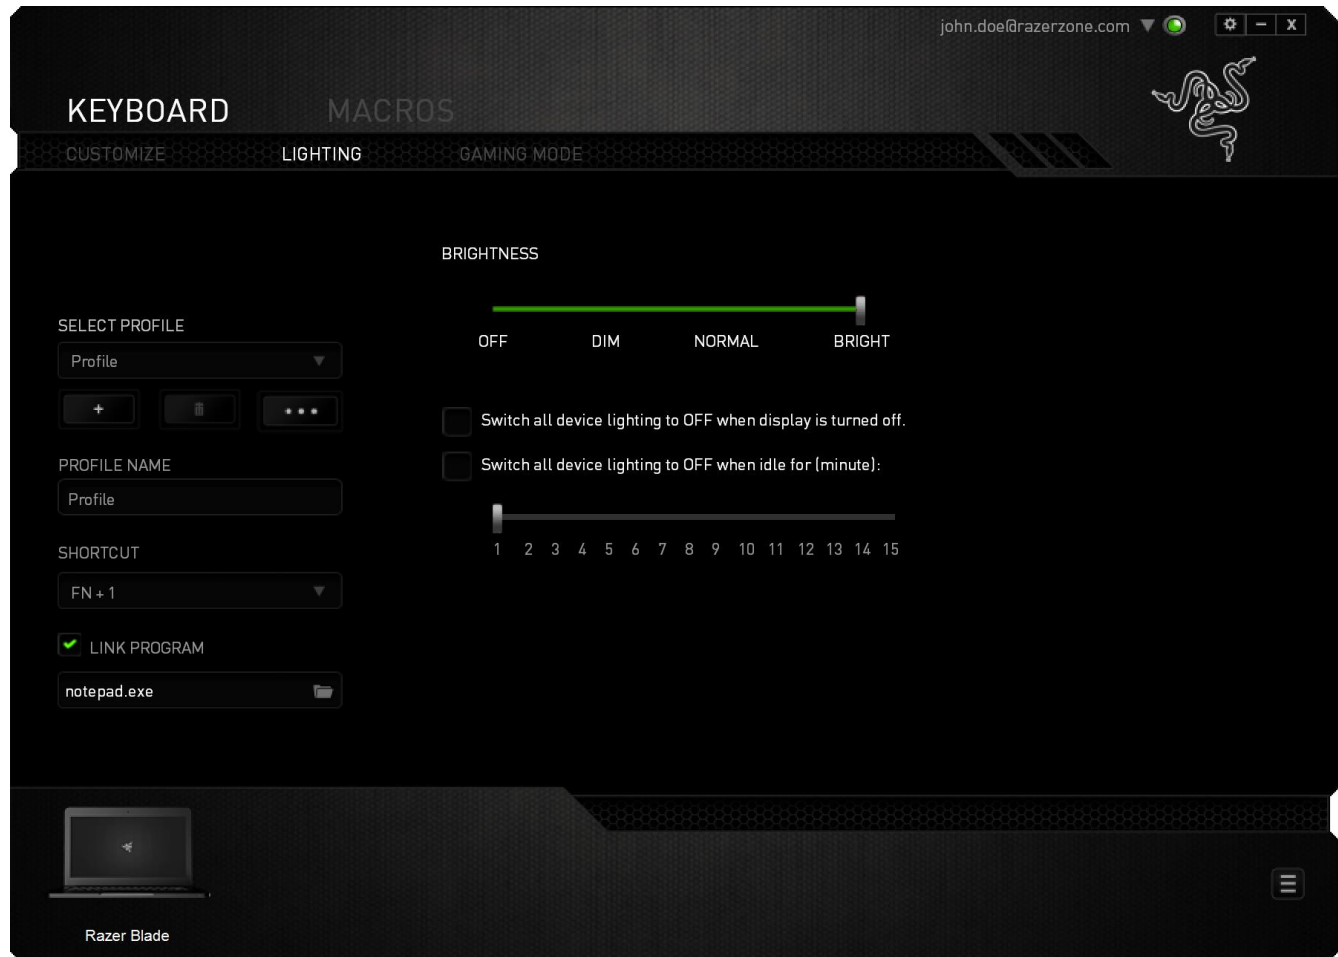 john.doe@razerzone.com
X
KEYBOARD MACROS
CUSTOMIZE LIGHTING GAMING MODE
BRIGHTNESS
OFF DIM NORMAL BRIGHT
SELECT PROFILE
Profile
PROFILE NAME
Profile
SHORTCUT
FN + 1
LINK PROGRAM
notepad.exe
Switch all device lighting to OFF when display is turned off.
Switch all device lighting to OFF when idle for (minute):
1 2 3 4 5 6 7 8 9 10 11 12 13 14 15
Razer Blade